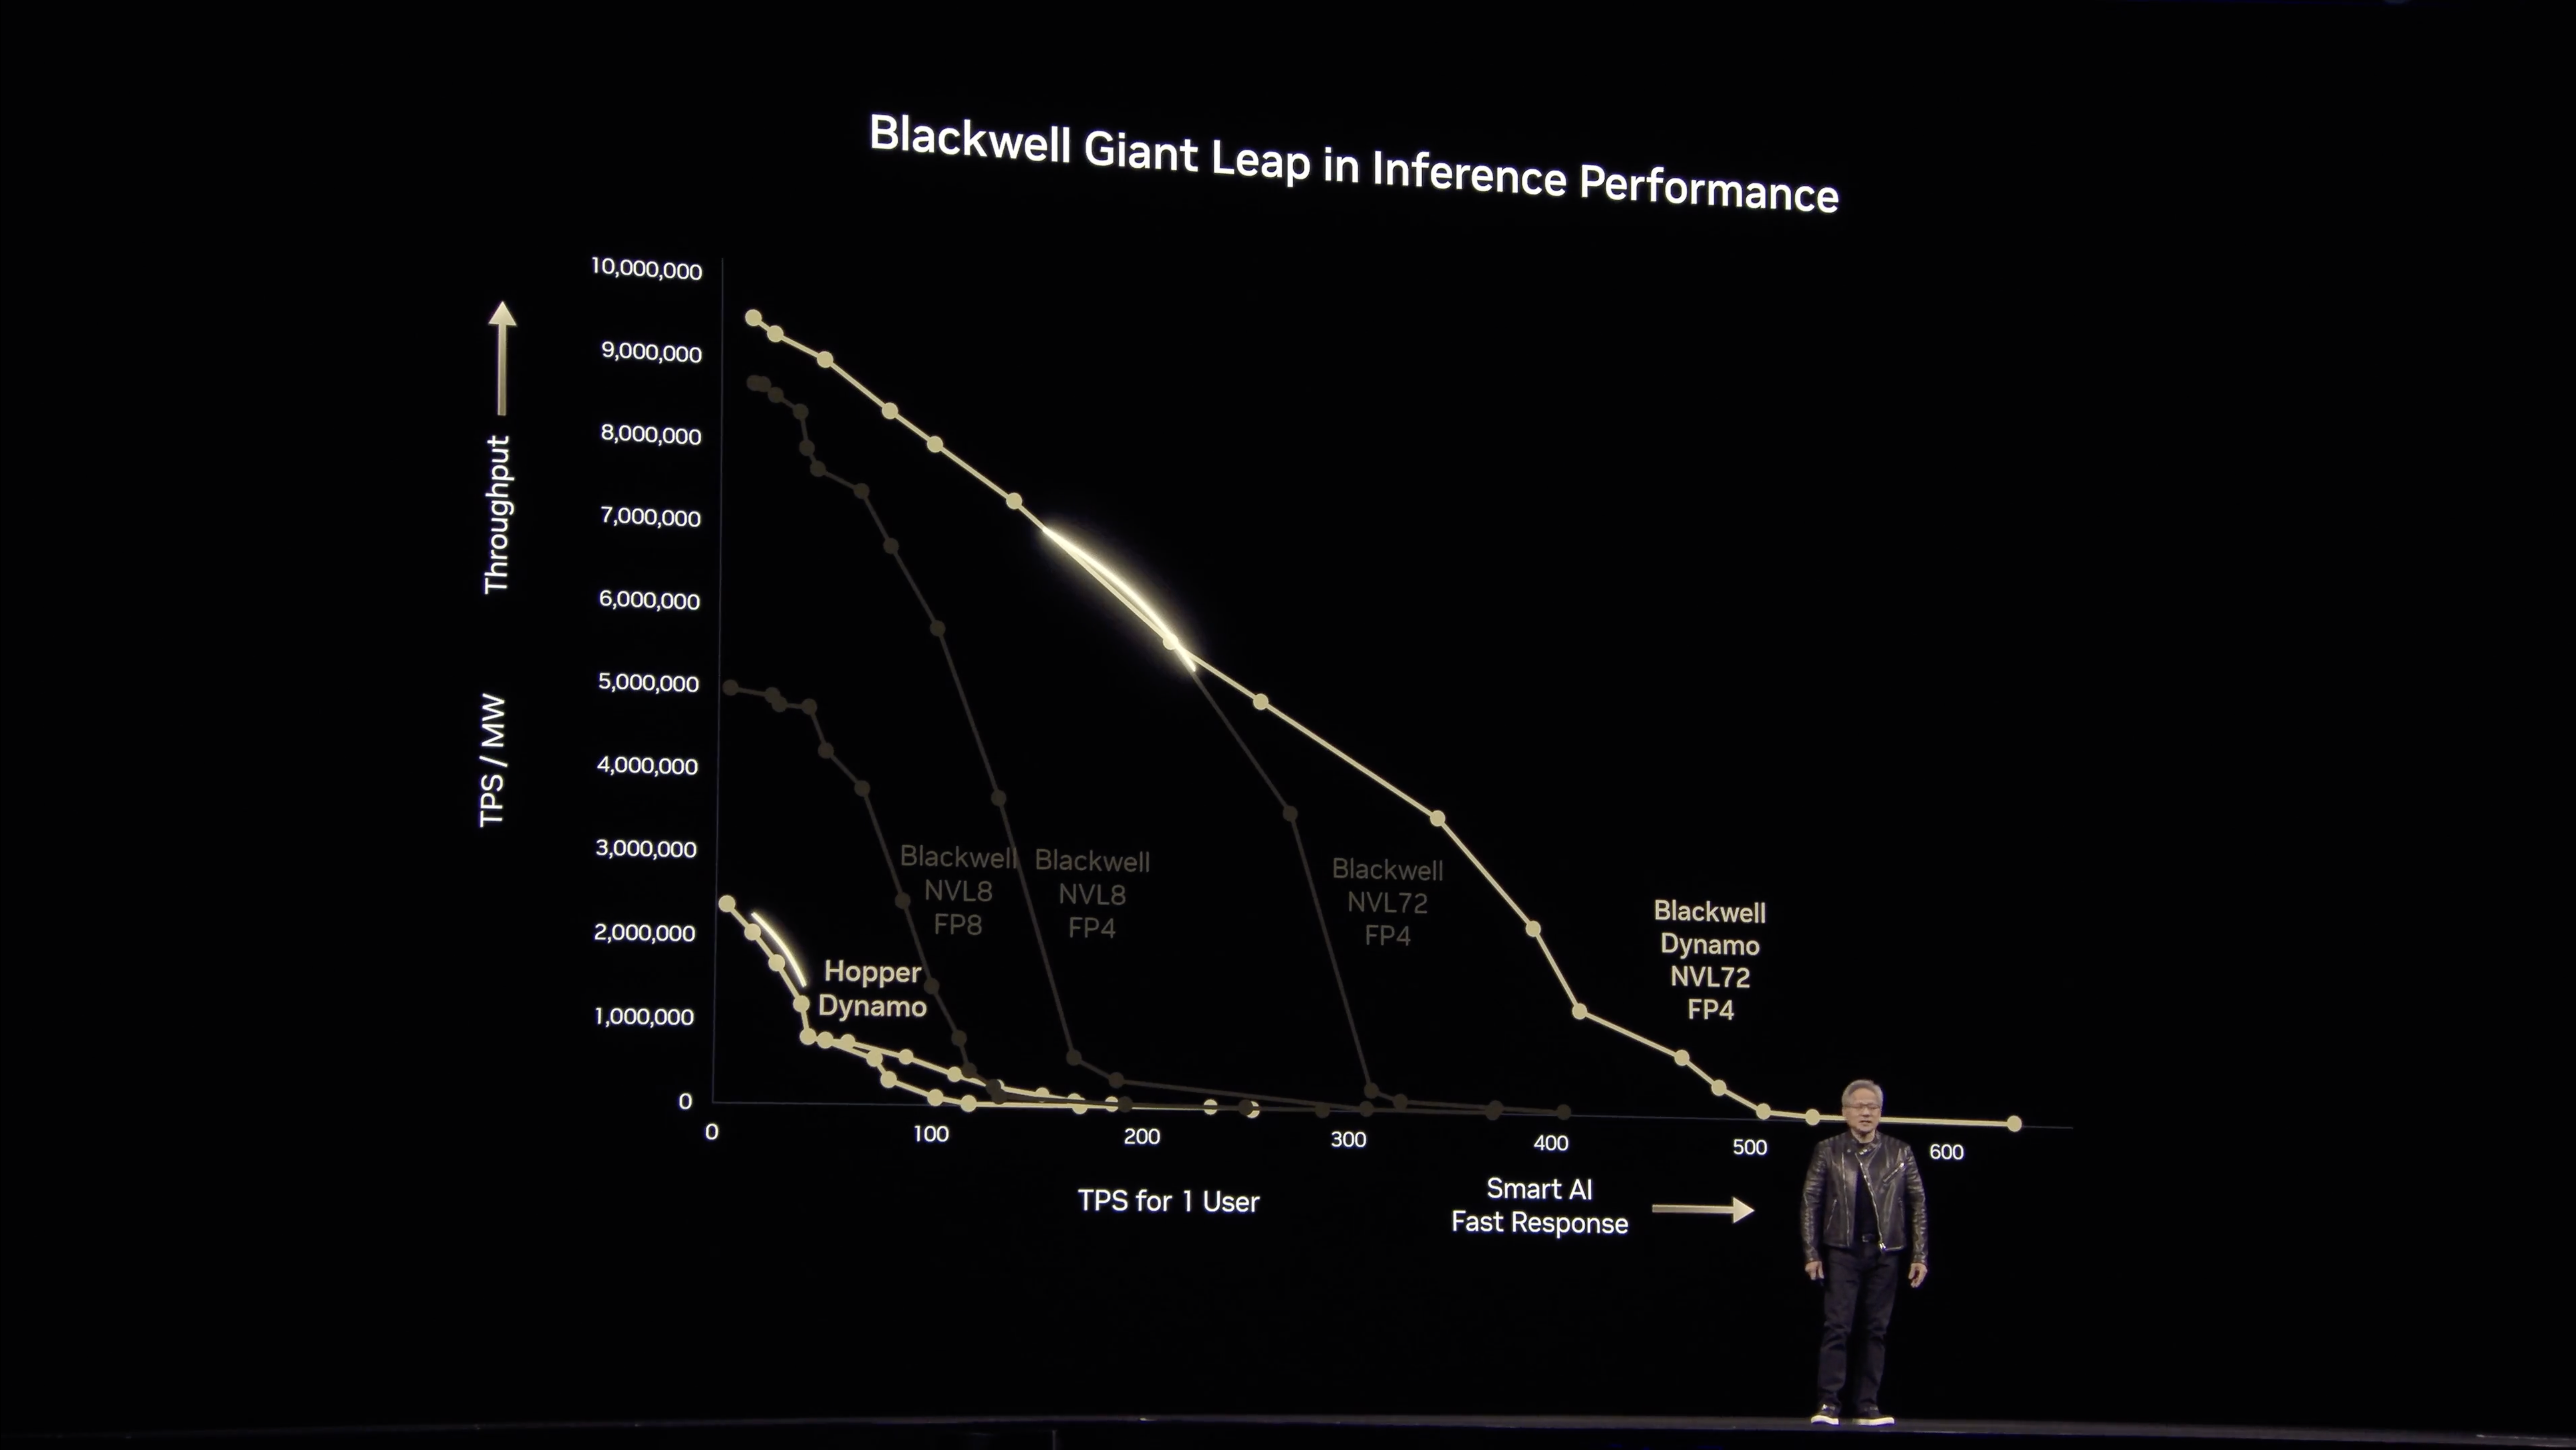 Blackwell Giant Leap in Inference Performance
Throughput
TPS / MW
10,000,000
9,000,000
8,000,000
7,000,000
6,000,000
5,000,000
4,000,000
3,000,000
2,000,000
1,000,000
0
Hopper
Dynamo
Blackwell
NVL8
FP8
Blackwell
NVL8
FP4
Blackwell
NVL72
FP4
Blackwell
Dynamo
NVL72
FP4
0
100
200
300
400
500
600
TPS for 1 User
Smart AI
Fast Response